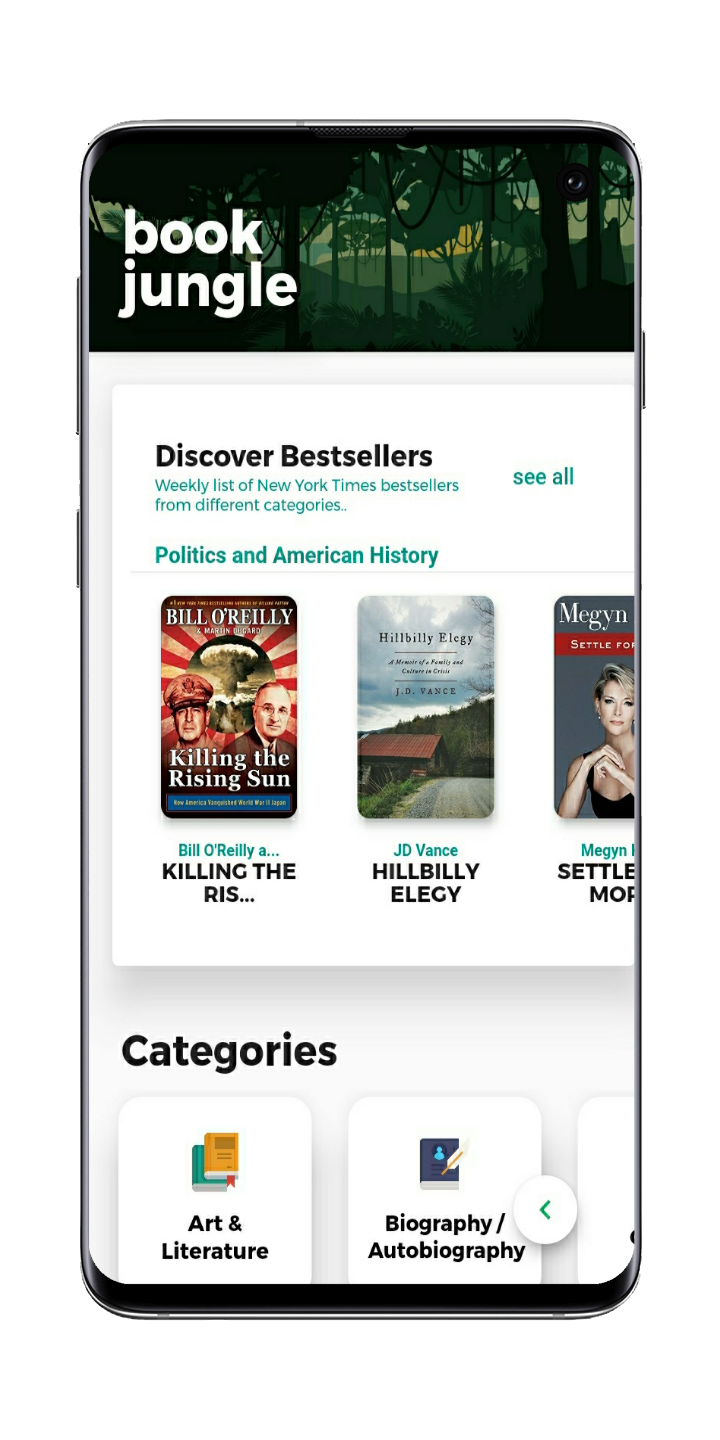 book
jungle
Discover Bestsellers
Weekly list of New York Times bestsellers
from different categories..
see all
Politics and American History
#1 NEW YORK TIMES BESTSELLING AUTHORS OF KILLING PATTON
BILL O'REILLY
& MARTIN DUGARD
Killing the
Rising Sun
How America Vanquished World War II Japan
Hillbilly Elegy
A Memoir of a Family and
Culture in Crisis
J.D. VANCE
Megyn
SETTLE FOR
Bill O'Reilly a...
KILLING THE
RIS...
JD Vance
HILLBILLY
ELEGY
Megyn
SETTLE
MOR
Categories
Art &
Literature
Biography /
Autobiography